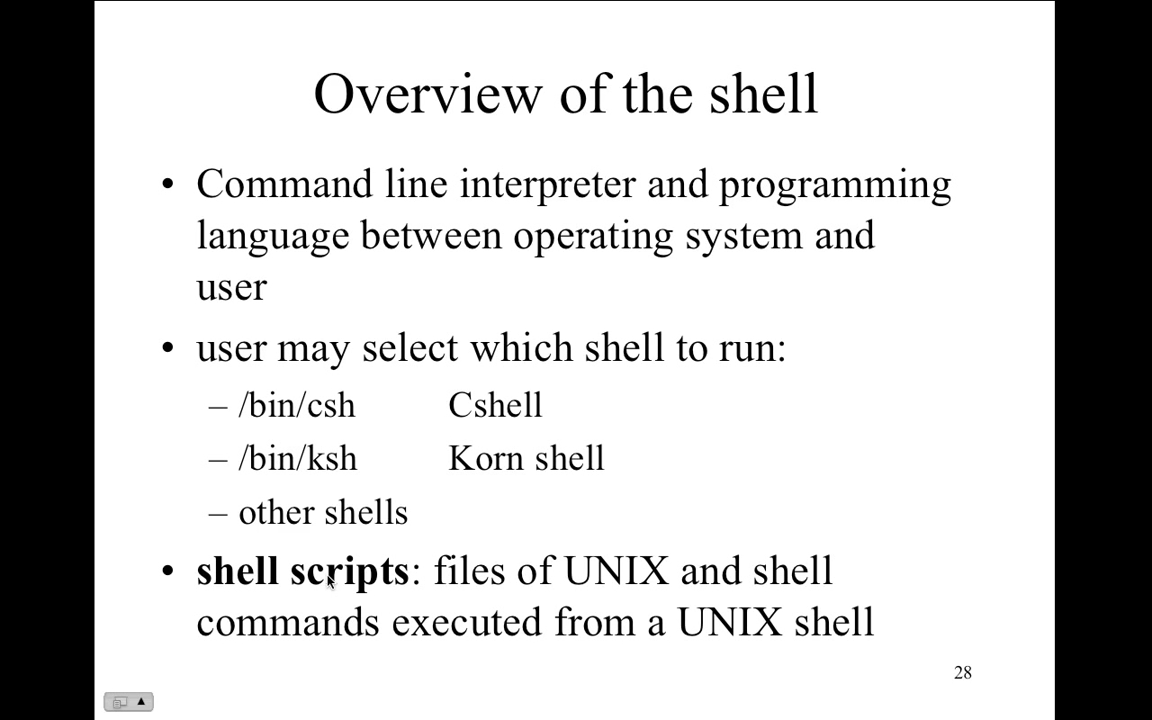 Overview of the shell
• Command line interpreter and programming
language between operating system and
user
• user may select which shell to run:
– /bin/csh Cshell
– /bin/ksh Korn shell
– other shells
• shell scripts: files of UNIX and shell
commands executed from a UNIX shell
28